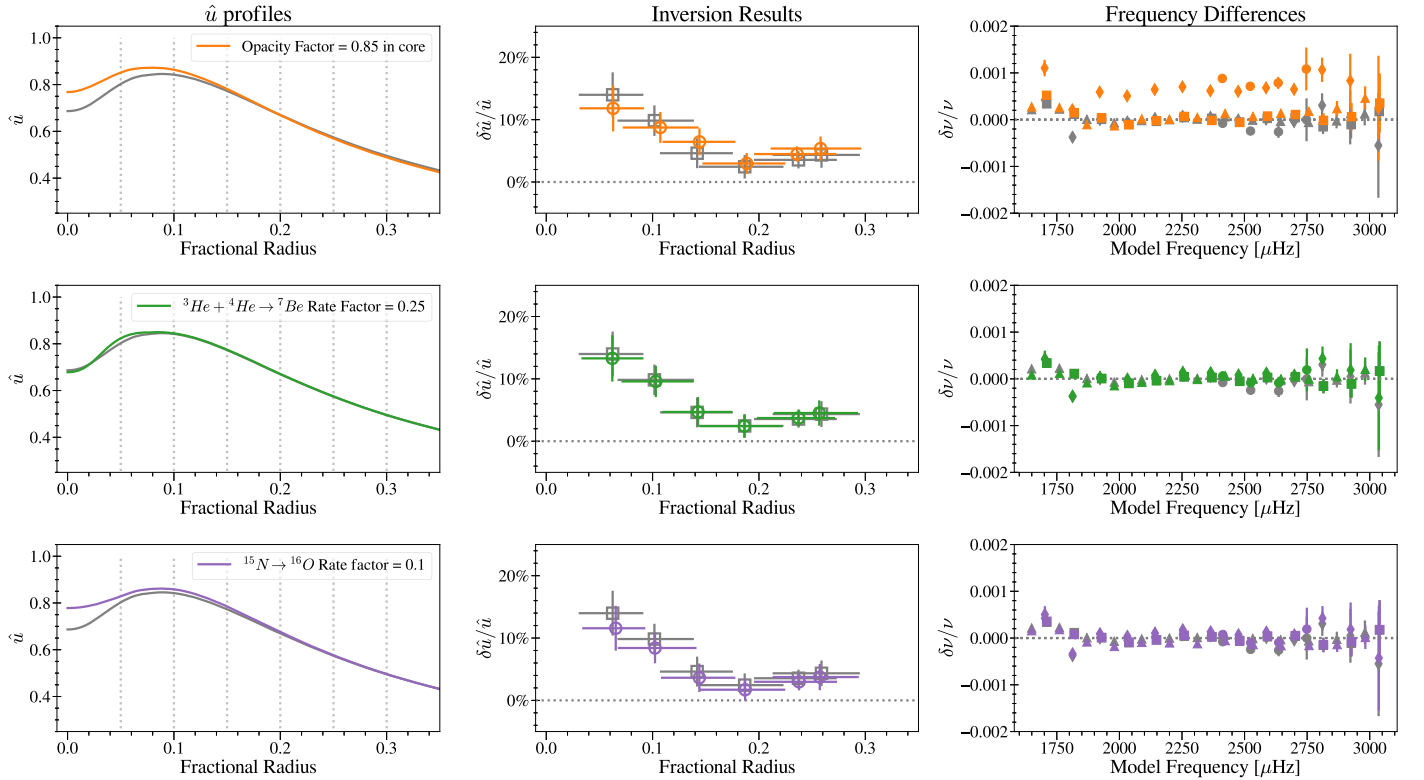 û profiles
Inversion Results
Frequency Differences
1.0
0.8
0.6
0.4
û
Opacity Factor = 0.85 in core
0.0 0.1 0.2 0.3
Fractional Radius
20%
10%
0%
δû/û
0.0 0.1 0.2 0.3
Fractional Radius
0.002
0.001
0.000
−0.001
−0.002
δν/ν
1750 2000 2250 2500 2750 3000
Model Frequency [μHz]
1.0
0.8
0.6
0.4
û
³He + ⁴He → ⁷Be Rate Factor = 0.25
0.0 0.1 0.2 0.3
Fractional Radius
20%
10%
0%
δû/û
0.0 0.1 0.2 0.3
Fractional Radius
0.002
0.001
0.000
−0.001
−0.002
δν/ν
1750 2000 2250 2500 2750 3000
Model Frequency [μHz]
1.0
0.8
0.6
0.4
û
¹⁵N → ¹⁶O Rate factor = 0.1
0.0 0.1 0.2 0.3
Fractional Radius
20%
10%
0%
δû/û
0.0 0.1 0.2 0.3
Fractional Radius
0.002
0.001
0.000
−0.001
−0.002
δν/ν
1750 2000 2250 2500 2750 3000
Model Frequency [μHz]